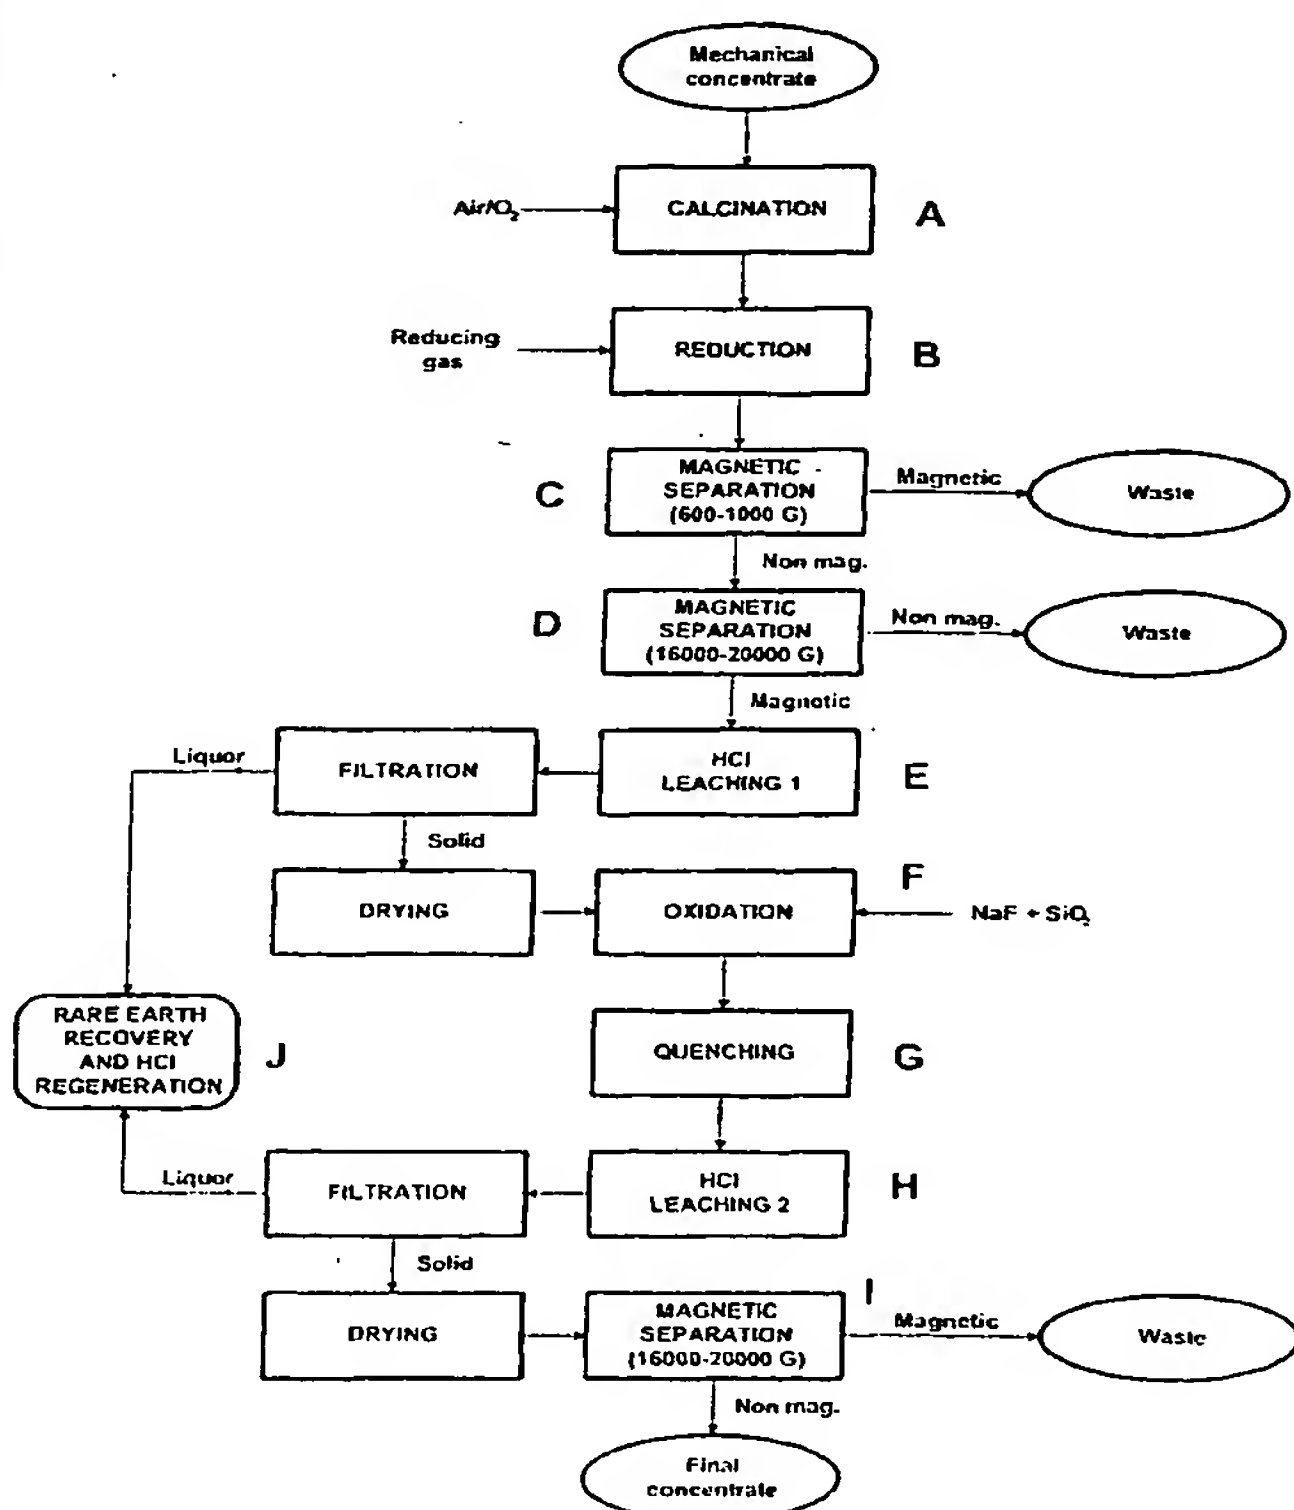 Mechanical
concentrate
Air/O₂
CALCINATION
A
Reducing
gas
REDUCTION
B
C
MAGNETIC
SEPARATION
(600-1000 G)
Magnetic
Waste
Non mag.
D
MAGNETIC
SEPARATION
(16000-20000 G)
Non mag.
Waste
Magnetic
Liquor
FILTRATION
HCl
LEACHING 1
E
Solid
DRYING
OXIDATION
F
NaF + SiO₂
RARE EARTH
RECOVERY
AND HCl
REGENERATION
J
QUENCHING
G
Liquor
FILTRATION
HCl
LEACHING 2
H
Solid
DRYING
MAGNETIC
SEPARATION
(16000-20000 G)
I
Magnetic
Waste
Non mag.
Final
concentrate